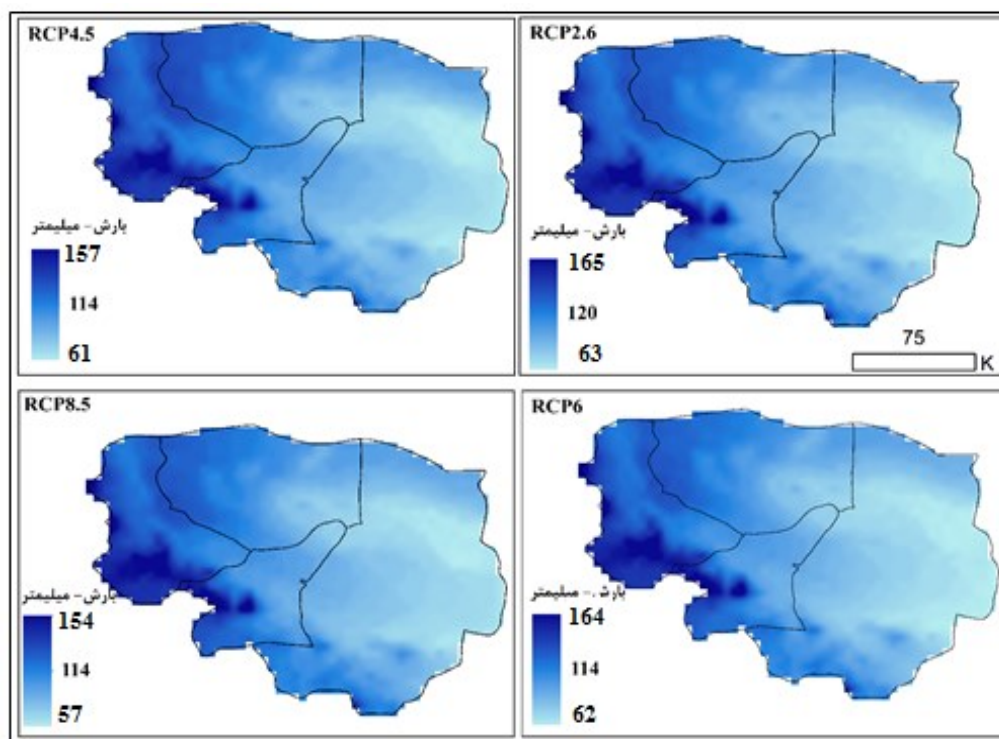 RCP4.5
بارش- میلیمتر
157
114
61
RCP2.6
بارش- میلیمتر
165
120
63
75
K
RCP8.5
بارش- میلیمتر
154
114
57
RCP6
بارش- میلیمتر
164
114
62